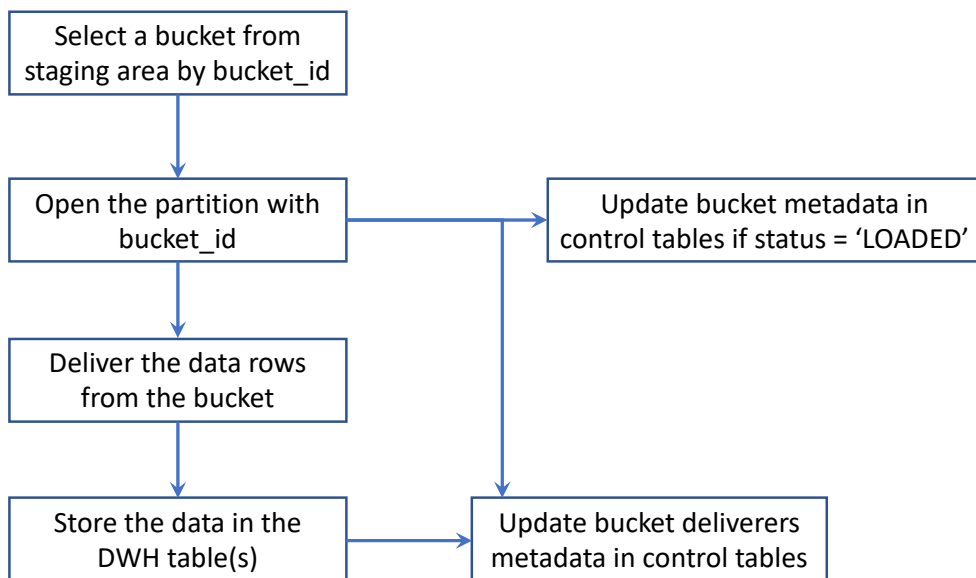 Select a bucket from
staging area by bucket_id
Open the partition with
bucket_id
Update bucket metadata in
control tables if status = ‘LOADED’
Deliver the data rows
from the bucket
Store the data in the
DWH table(s)
Update bucket deliverers
metadata in control tables